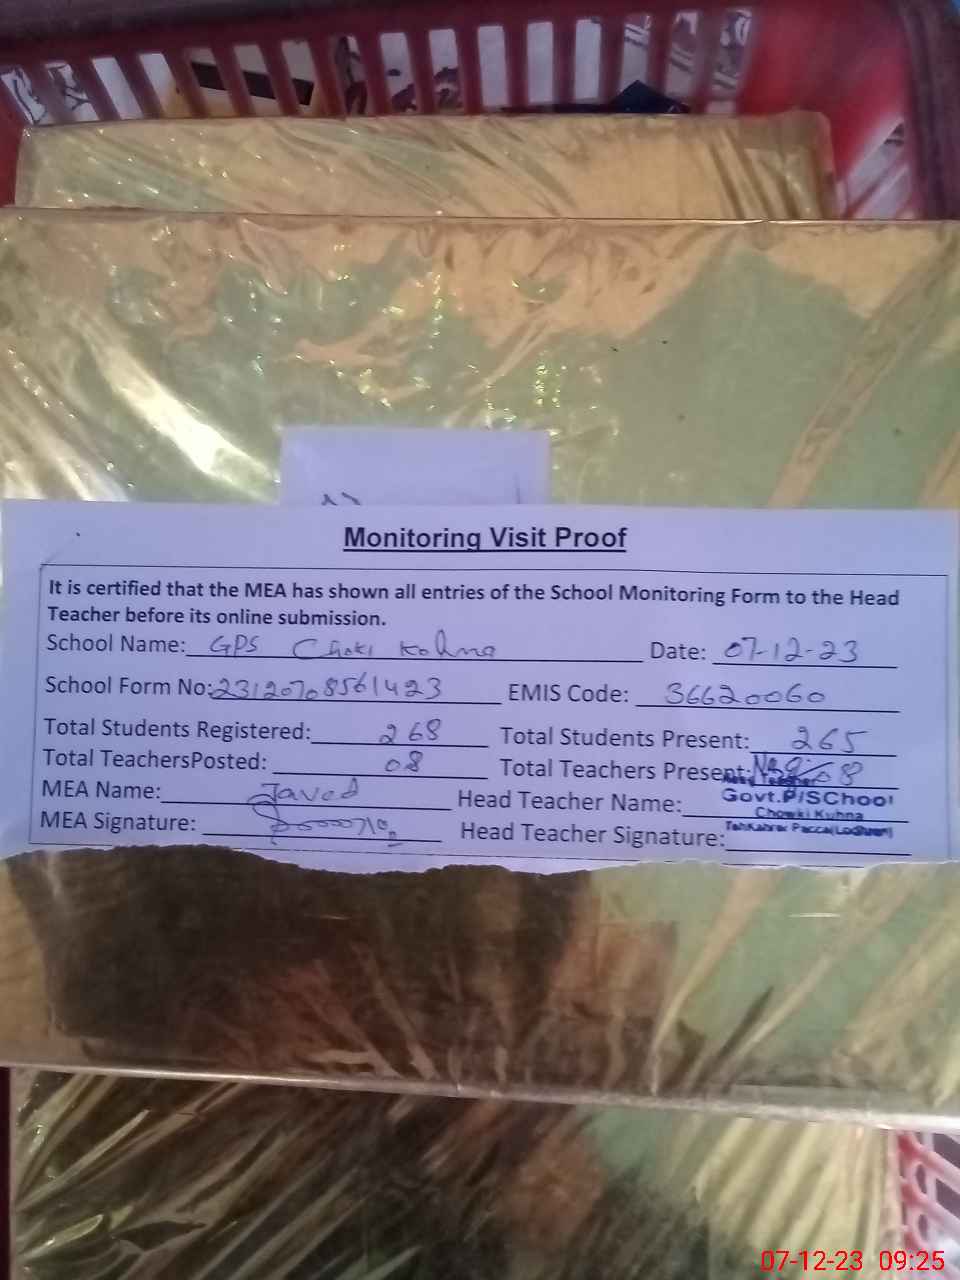 Monitoring Visit Proof
It is certified that the MEA has shown all entries of the School Monitoring Form to the Head
Teacher before its online submission.
School Name: GPS Choki Kohna Date: 07-12-23
School Form No: 23120708561423 EMIS Code: 36620060
Total Students Registered: 268 Total Students Present: 265
Total TeachersPosted: 08 Total Teachers Present: 08
Head Teacher
MEA Name: Javed Head Teacher Name: Govt.P/SChool
Chowki Kuhna
MEA Signature: Head Teacher Signature:
07-12-23 09:25